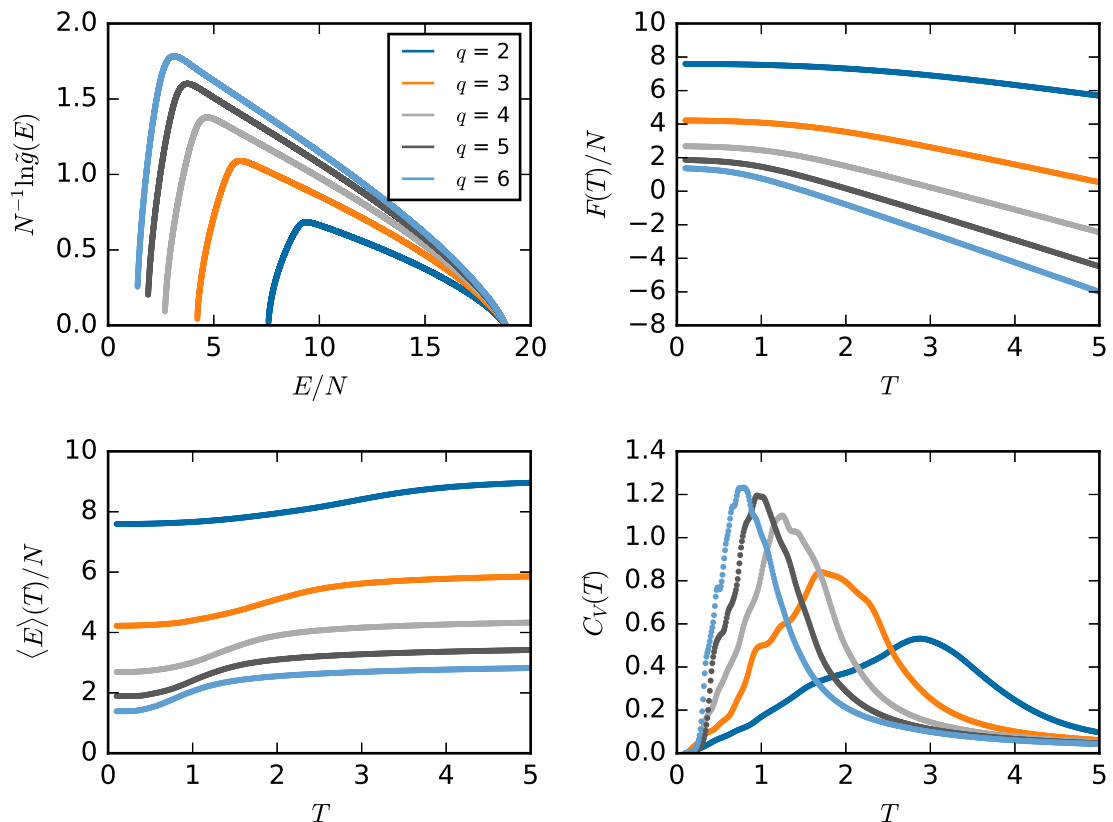 2.0
1.5
1.0
0.5
0.0
0 5 10 15 20
N⁻¹ln g̃(E)
E/N
q = 2
q = 3
q = 4
q = 5
q = 6
10
8
6
4
2
0
−2
−4
−6
−8
0 1 2 3 4 5
F(T)/N
T
10
8
6
4
2
0
0 1 2 3 4 5
⟨E⟩(T)/N
T
1.4
1.2
1.0
0.8
0.6
0.4
0.2
0.0
0 1 2 3 4 5
C_V(T)
T